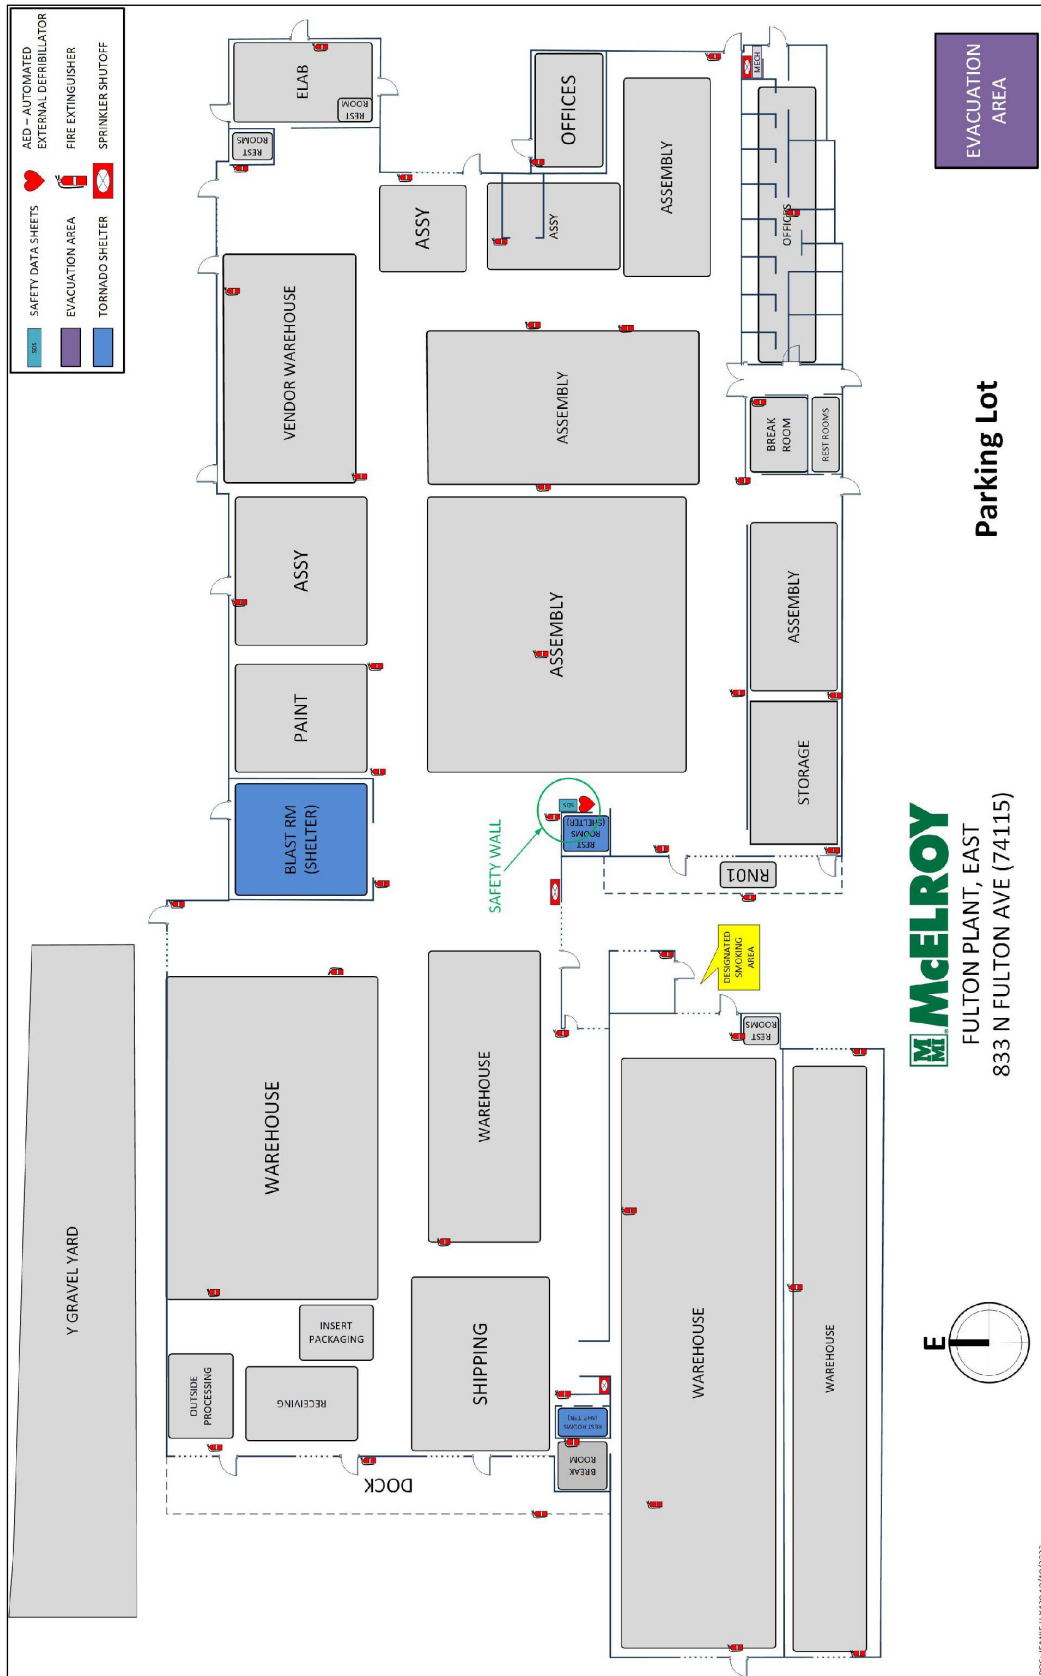 AED – AUTOMATED
EXTERNAL DEFRIBILLATOR
FIRE EXTINGUISHER
SPRINKLER SHUTOFF
SDS
SAFETY DATA SHEETS
EVACUATION AREA
TORNADO SHELTER
ELAB
REST
ROOM
REST
ROOMS
OFFICES
ASSY
ASSY
ASSEMBLY
MECH
OFFICES
EVACUATION
AREA
VENDOR WAREHOUSE
ASSEMBLY
BREAK
ROOM
REST ROOMS
Parking Lot
ASSY
ASSEMBLY
ASSEMBLY
PAINT
STORAGE
BLAST RM
(SHELTER)
SAFETY WALL
SDS
REST
ROOMS
(SHELTER)
RN01
DESIGNATED
SMOKING
AREA
REST
ROOMS
MMI
McELROY
FULTON PLANT, EAST
833 N FULTON AVE (74115)
Y GRAVEL YARD
WAREHOUSE
WAREHOUSE
WAREHOUSE
WAREHOUSE
INSERT
PACKAGING
OUTSIDE
PROCESSING
RECEIVING
SHIPPING
REST ROOMS
BREAK
ROOM
DOCK
E